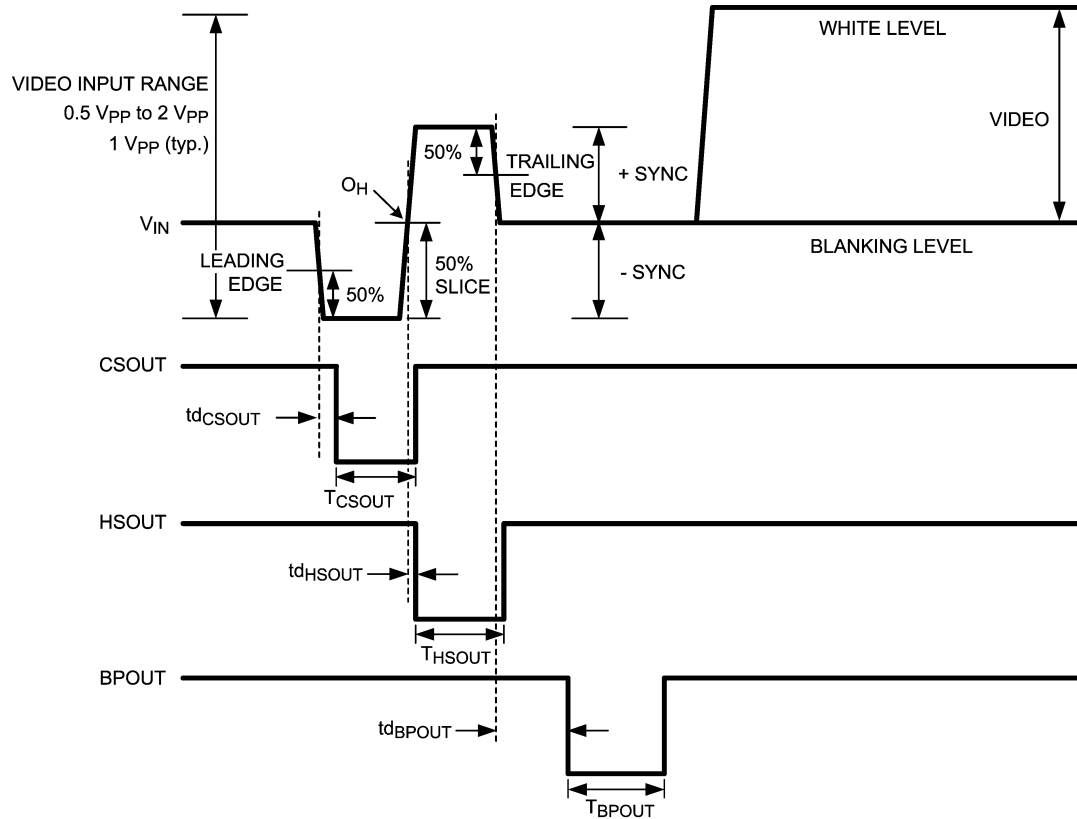 WHITE LEVEL
VIDEO INPUT RANGE
0.5 VPP to 2 VPP
1 VPP (typ.)
VIDEO
50%
TRAILING
EDGE
+ SYNC
OH
VIN
BLANKING LEVEL
LEADING
EDGE
50%
50%
SLICE
- SYNC
CSOUT
tdCSOUT
TCSOUT
HSOUT
tdHSOUT
THSOUT
BPOUT
tdBPOUT
TBPOUT